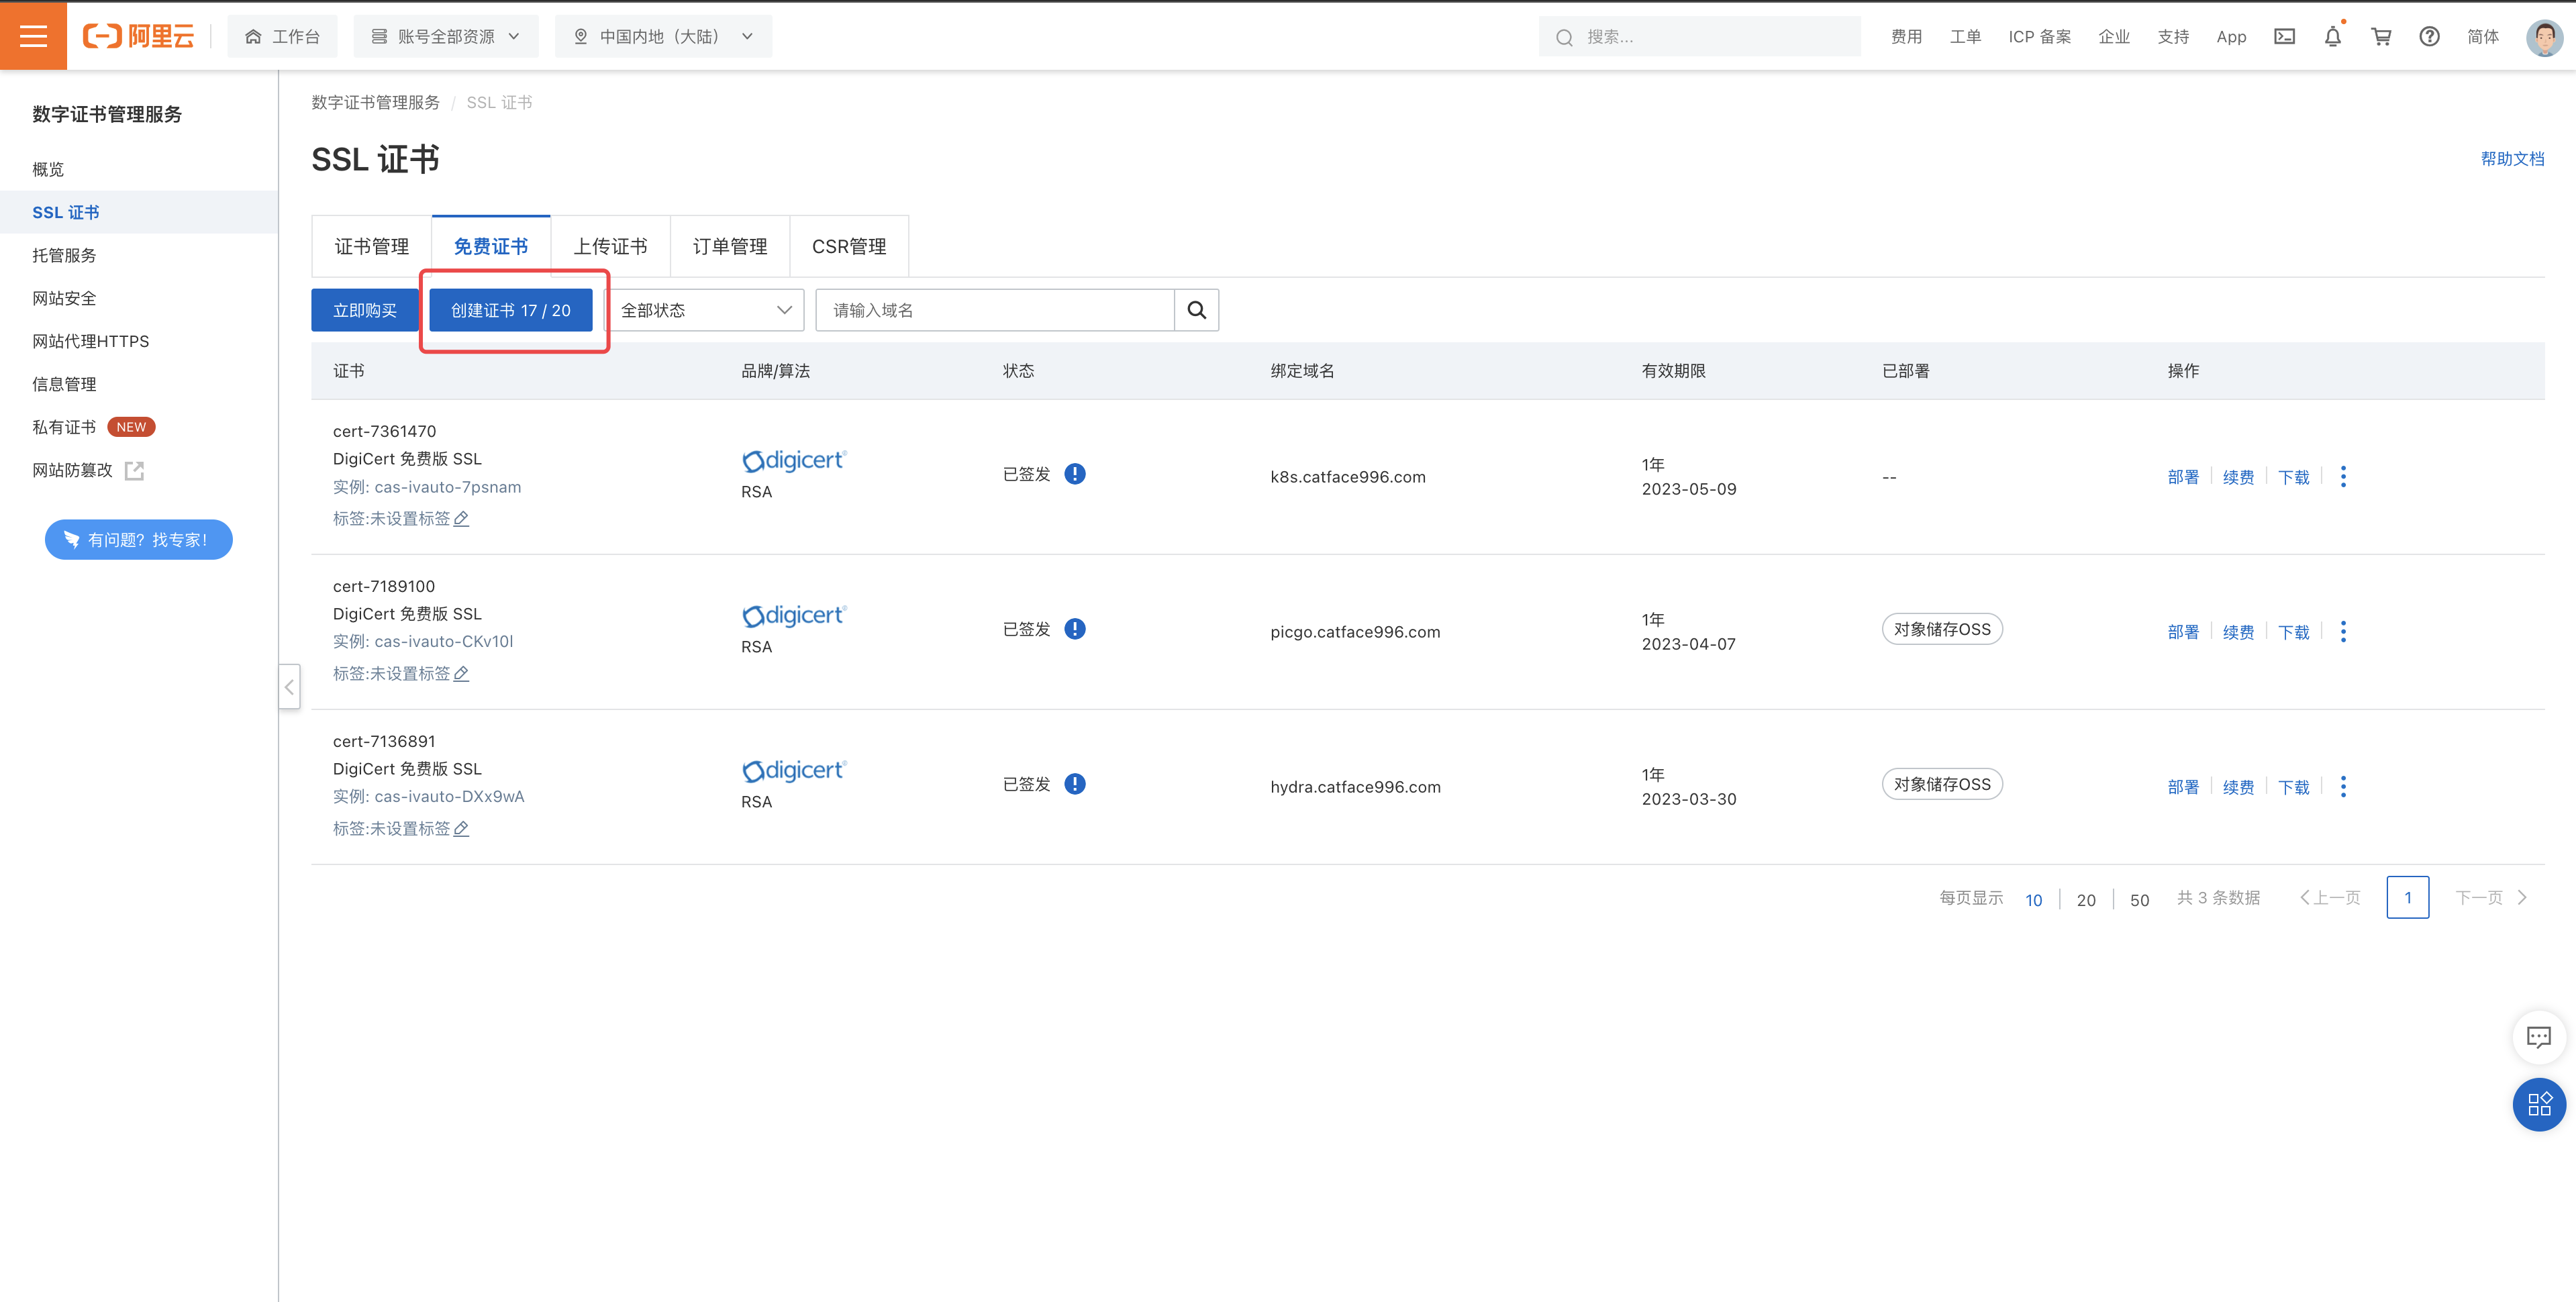 阿里云
工作台
账号全部资源
中国内地（大陆）
搜索...
费用
工单
ICP 备案
企业
支持
App
简体
数字证书管理服务
概览
SSL 证书
托管服务
网站安全
网站代理HTTPS
信息管理
私有证书 NEW
网站防篡改
有问题？找专家！
数字证书管理服务 / SSL 证书
SSL 证书
帮助文档
证书管理
免费证书
上传证书
订单管理
CSR管理
立即购买
创建证书 17 / 20
全部状态
请输入域名
证书
品牌/算法
状态
绑定域名
有效期限
已部署
操作
cert-7361470
DigiCert 免费版 SSL
实例: cas-ivauto-7psnam
标签:未设置标签
digicert
RSA
已签发
k8s.catface996.com
1年
2023-05-09
--
部署
续费
下载
cert-7189100
DigiCert 免费版 SSL
实例: cas-ivauto-CKv10l
标签:未设置标签
digicert
RSA
已签发
picgo.catface996.com
1年
2023-04-07
对象储存OSS
部署
续费
下载
cert-7136891
DigiCert 免费版 SSL
实例: cas-ivauto-DXx9wA
标签:未设置标签
digicert
RSA
已签发
hydra.catface996.com
1年
2023-03-30
对象储存OSS
部署
续费
下载
每页显示 10 20 50 共 3 条数据 上一页 1 下一页